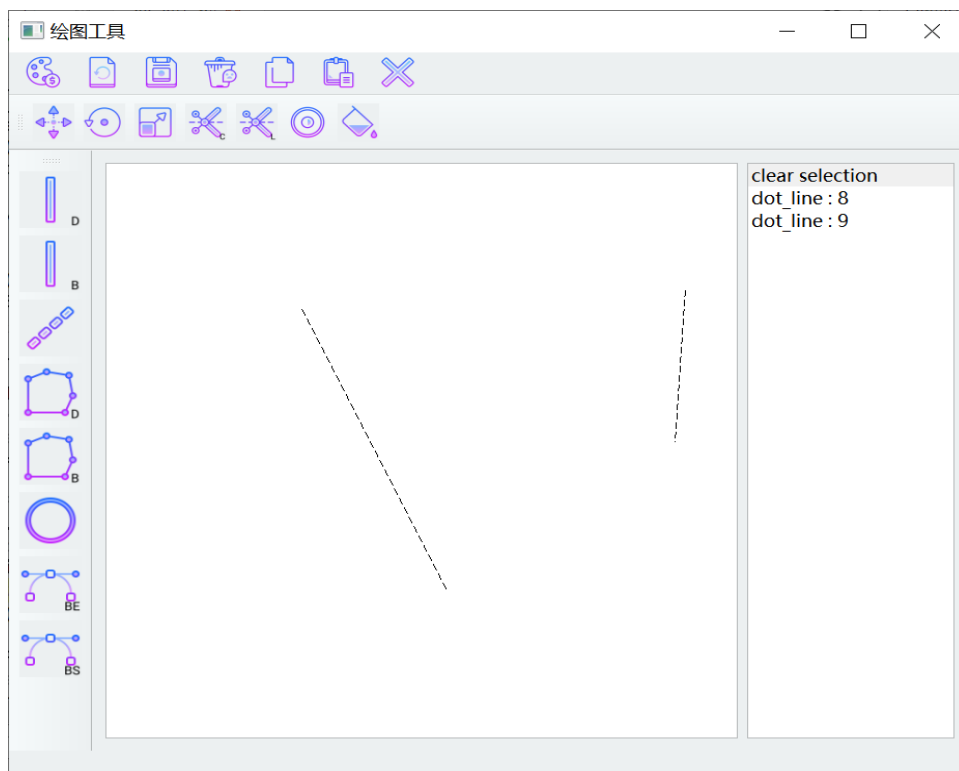 绘图工具
C
L
clear selection
dot_line : 8
dot_line : 9
D
B
D
B
BE
BS